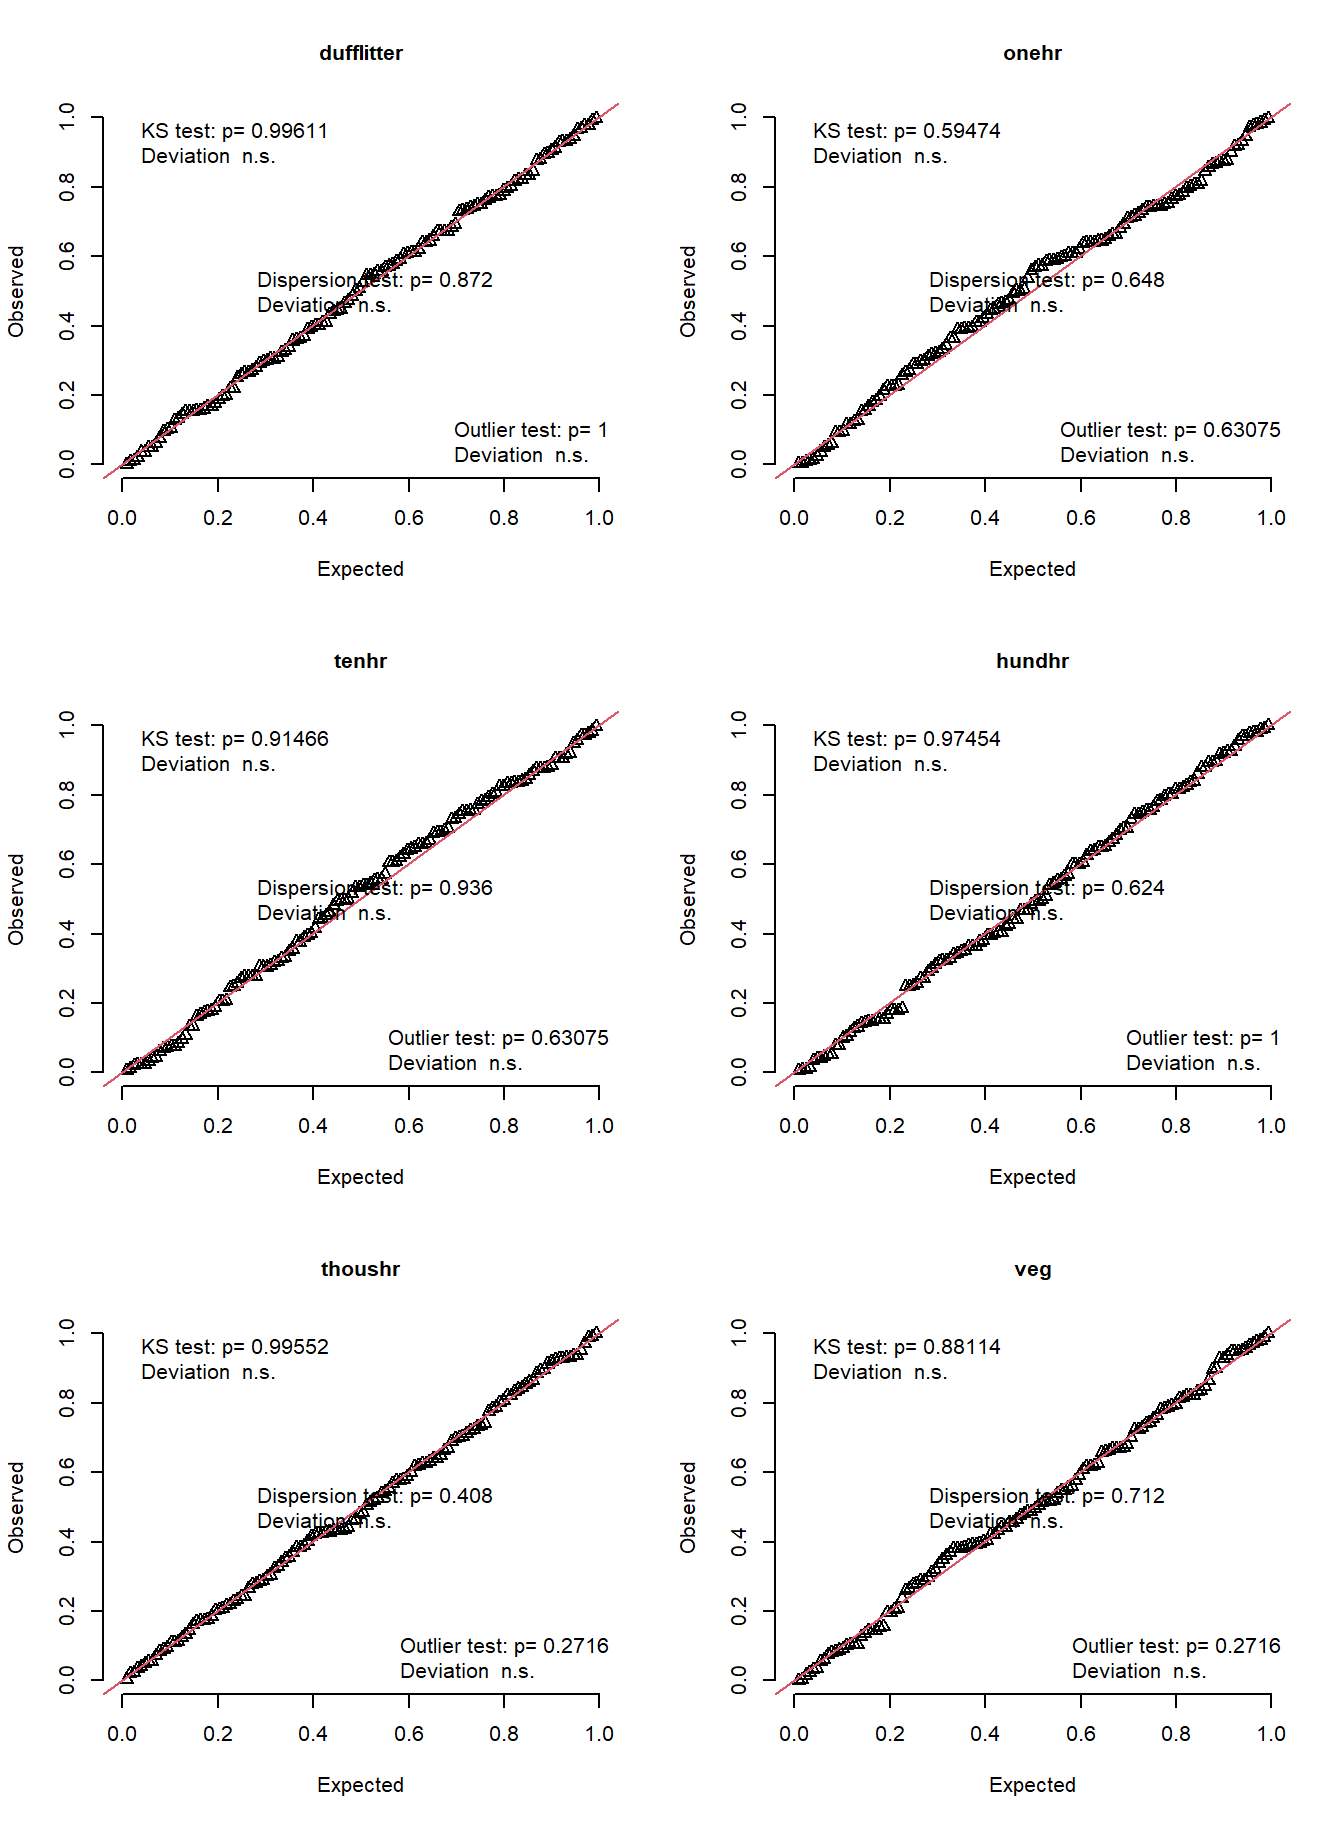 dufflitter
KS test: p= 0.99611
Deviation n.s.
Dispersion test: p= 0.872
Deviation n.s.
Outlier test: p= 1
Deviation n.s.
Observed
0.0 0.2 0.4 0.6 0.8 1.0
0.0 0.2 0.4 0.6 0.8 1.0
Expected
onehr
KS test: p= 0.59474
Deviation n.s.
Dispersion test: p= 0.648
Deviation n.s.
Outlier test: p= 0.63075
Deviation n.s.
Observed
0.0 0.2 0.4 0.6 0.8 1.0
0.0 0.2 0.4 0.6 0.8 1.0
Expected
tenhr
KS test: p= 0.91466
Deviation n.s.
Dispersion test: p= 0.936
Deviation n.s.
Outlier test: p= 0.63075
Deviation n.s.
Observed
0.0 0.2 0.4 0.6 0.8 1.0
0.0 0.2 0.4 0.6 0.8 1.0
Expected
hundhr
KS test: p= 0.97454
Deviation n.s.
Dispersion test: p= 0.624
Deviation n.s.
Outlier test: p= 1
Deviation n.s.
Observed
0.0 0.2 0.4 0.6 0.8 1.0
0.0 0.2 0.4 0.6 0.8 1.0
Expected
thoushr
KS test: p= 0.99552
Deviation n.s.
Dispersion test: p= 0.408
Deviation n.s.
Outlier test: p= 0.2716
Deviation n.s.
Observed
0.0 0.2 0.4 0.6 0.8 1.0
0.0 0.2 0.4 0.6 0.8 1.0
Expected
veg
KS test: p= 0.88114
Deviation n.s.
Dispersion test: p= 0.712
Deviation n.s.
Outlier test: p= 0.2716
Deviation n.s.
Observed
0.0 0.2 0.4 0.6 0.8 1.0
0.0 0.2 0.4 0.6 0.8 1.0
Expected